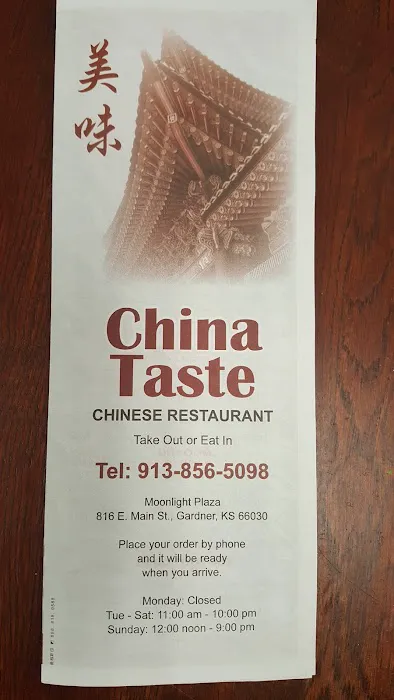 美
味
China
Taste
CHINESE RESTAURANT
Take Out or Eat In
Tel: 913-856-5098
Moonlight Plaza
816 E. Main St., Gardner, KS 66030
Place your order by phone
and it will be ready
when you arrive.
Monday: Closed
Tue - Sat: 11:00 am - 10:00 pm
Sunday: 12:00 noon - 9:00 pm